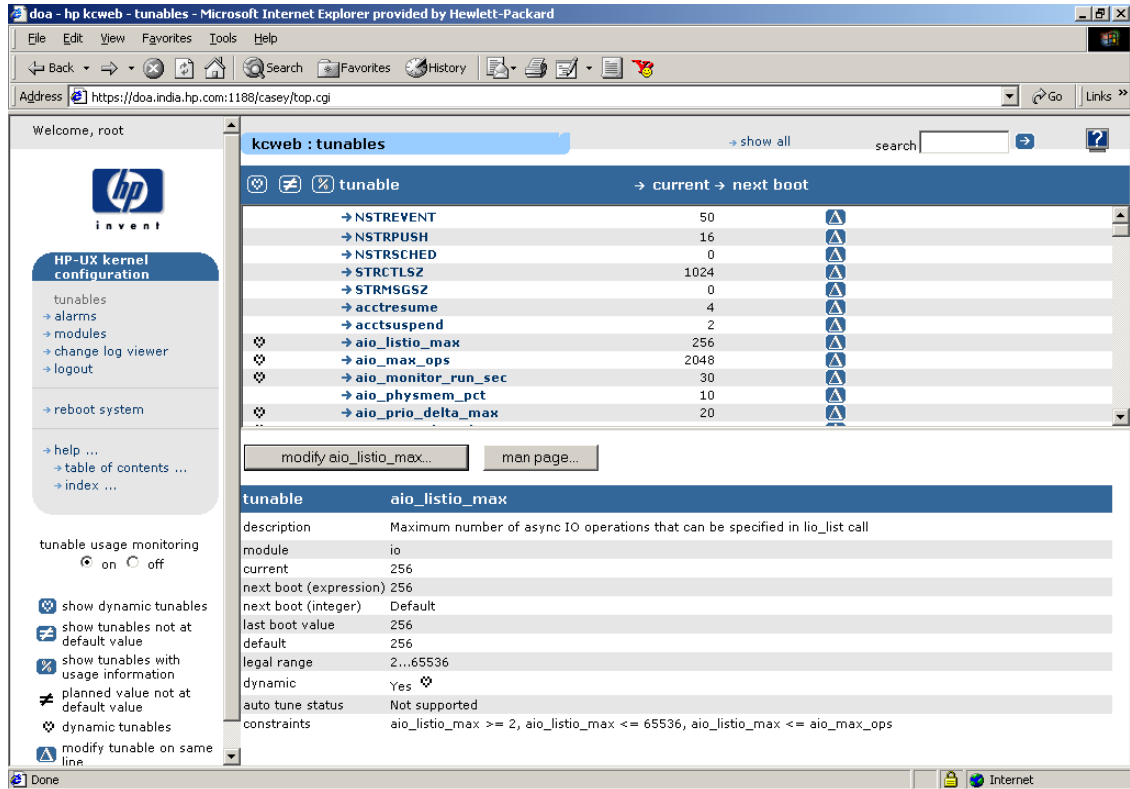 doa - hp kcweb - tunables - Microsoft Internet Explorer provided by Hewlett-Packard
File Edit View Favorites Tools Help
Back Search Favorites History
Address https://doa.india.hp.com:1188/casey/top.cgi Go Links »
Welcome, root
hp
invent
HP-UX kernel
configuration
tunables
alarms
modules
change log viewer
logout
reboot system
help ...
table of contents ...
index ...
tunable usage monitoring
on off
show dynamic tunables
≠ show tunables not at
default value
% show tunables with
usage information
≠ planned value not at
default value
dynamic tunables
Δ modify tunable on same
line
kcweb : tunables show all search ?
≠ % tunable → current → next boot
→ NSTREVENT 50 Δ
→ NSTRPUSH 16 Δ
→ NSTRSCHED 0 Δ
→ STRCTLSZ 1024 Δ
→ STRMSGSZ 0 Δ
→ acctresume 4 Δ
→ acctsuspend 2 Δ
→ aio_listio_max 256 Δ
→ aio_max_ops 2048 Δ
→ aio_monitor_run_sec 30 Δ
→ aio_physmem_pct 10 Δ
→ aio_prio_delta_max 20 Δ
modify aio_listio_max... man page...
tunable aio_listio_max
description Maximum number of async IO operations that can be specified in lio_list call
module io
current 256
next boot (expression) 256
next boot (integer) Default
last boot value 256
default 256
legal range 2...65536
dynamic Yes
auto tune status Not supported
constraints aio_listio_max >= 2, aio_listio_max <= 65536, aio_listio_max <= aio_max_ops
Done Internet